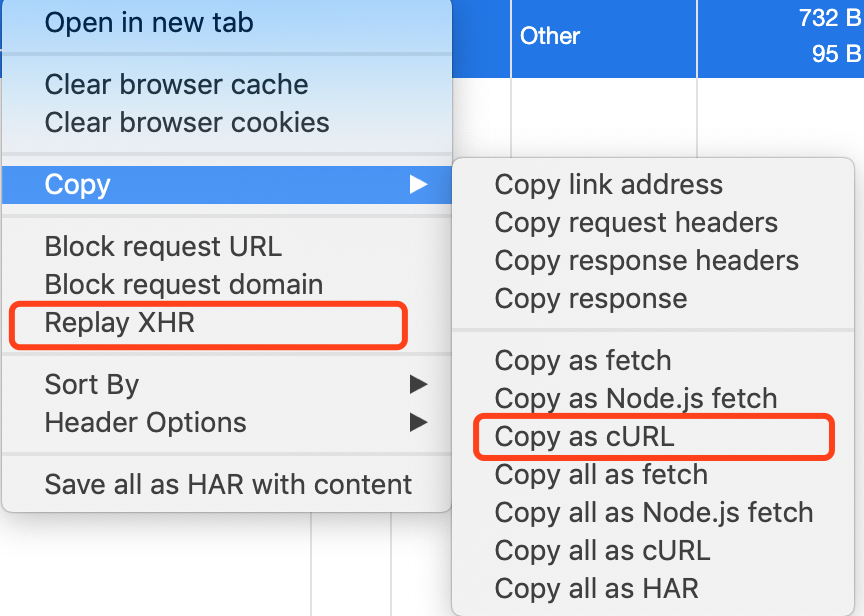 Open in new tab
Other
732 B
95 B
Clear browser cache
Clear browser cookies
Copy
Block request URL
Block request domain
Replay XHR
Sort By
Header Options
Save all as HAR with content
Copy link address
Copy request headers
Copy response headers
Copy response
Copy as fetch
Copy as Node.js fetch
Copy as cURL
Copy all as fetch
Copy all as Node.js fetch
Copy all as cURL
Copy all as HAR